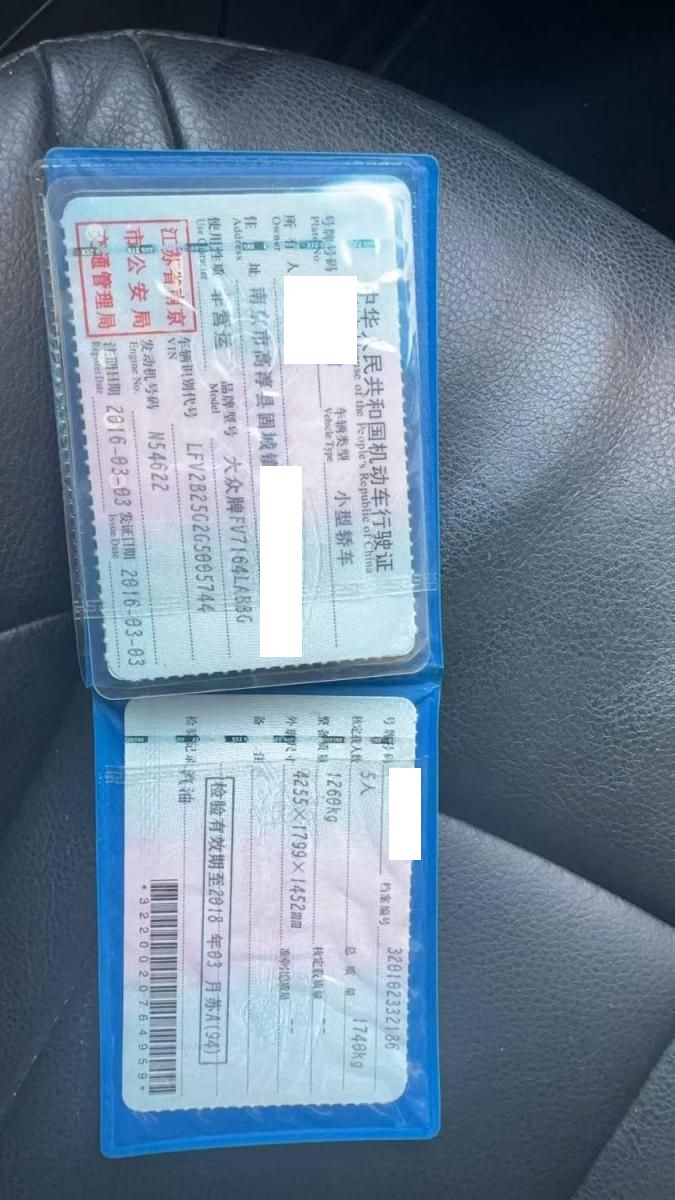 中华人民共和国机动车行驶证
ense of the People's Republic of China
号牌号码
Plate No.
车辆类型 小型轿车
Vehicle Type
所有人
Owner
住址 南京市高淳县固城镇
Address
使用性质 非营运 品牌型号 大众牌FV7164LABBG
Use Character Model
江苏省南京
市公安局
交通管理局
车辆识别代号 LFV2B25G2G5005744
VIN
发动机号码 N54622
Engine No.
注册日期 2016-03-03 发证日期 2016-03-03
Register Date Issue Date
号牌号码 档案编号 320102332186
核定载人数 5人 总质量 1740kg
整备质量 1260kg 核定载质量 --
外廓尺寸 4255×1799×1452mm 准牵引总质量 --
备注
检验有效期至2018年03月苏A(94)
检验记录 汽油
*3220020764959*